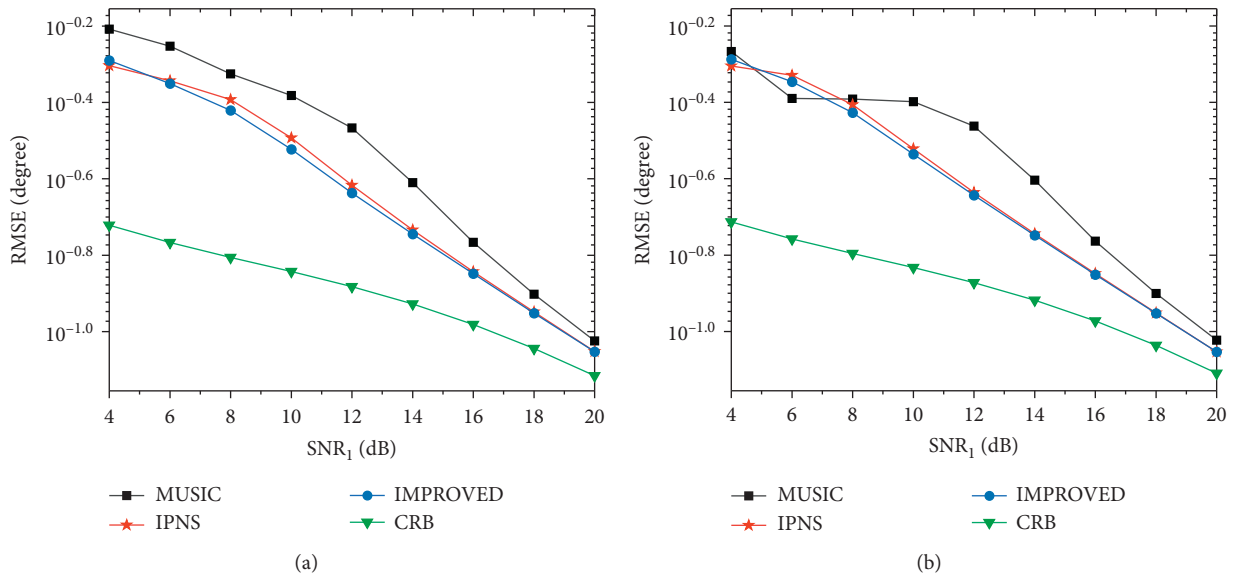 10^−0.2
10^−0.4
10^−0.6
10^−0.8
10^−1.0
RMSE (degree)
4 6 8 10 12 14 16 18 20
SNR₁ (dB)
MUSIC
IMPROVED
IPNS
CRB
(a)
10^−0.2
10^−0.4
10^−0.6
10^−0.8
10^−1.0
RMSE (degree)
4 6 8 10 12 14 16 18 20
SNR₁ (dB)
MUSIC
IMPROVED
IPNS
CRB
(b)